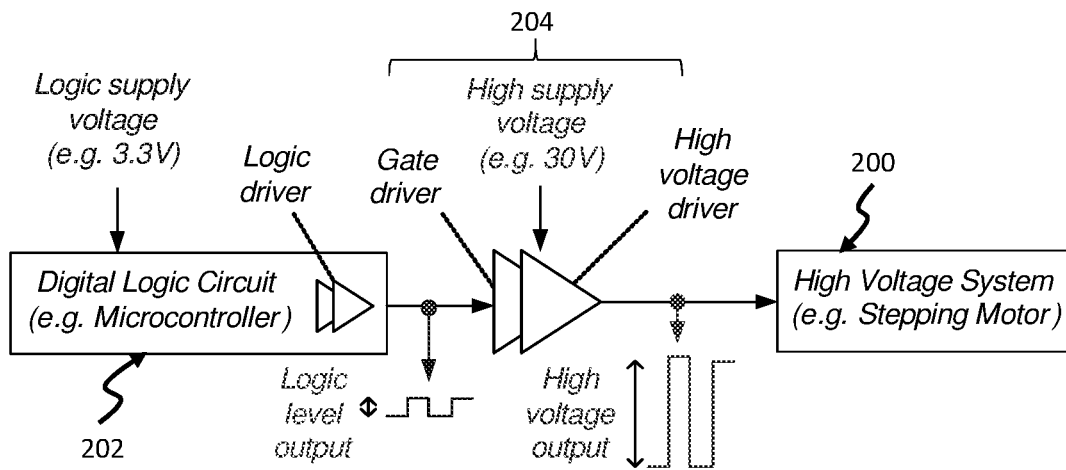 204
Logic supply
voltage
(e.g. 3.3V)
High supply
voltage
(e.g. 30V)
Logic
driver
Gate
driver
High
voltage
driver
200
Digital Logic Circuit
(e.g. Microcontroller)
High Voltage System
(e.g. Stepping Motor)
Logic
level
output
High
voltage
output
202